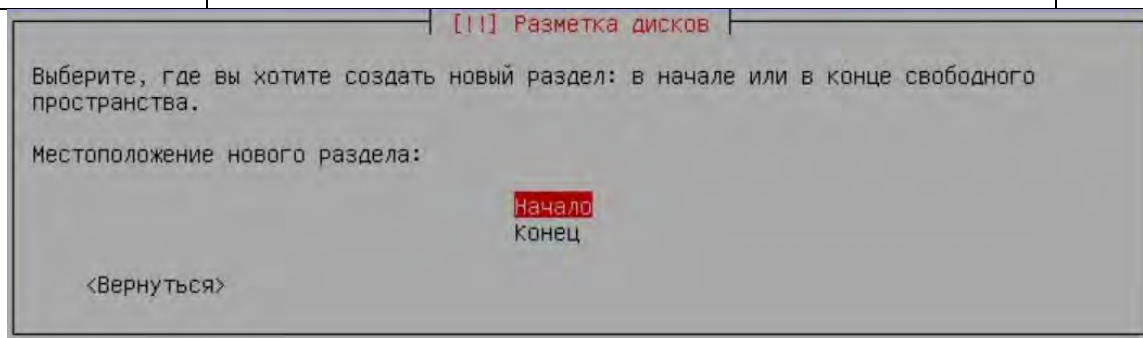 [!!] Разметка дисков
Выберите, где вы хотите создать новый раздел: в начале или в конце свободного
пространства.
Местоположение нового раздела:
Начало
Конец
<Вернуться>